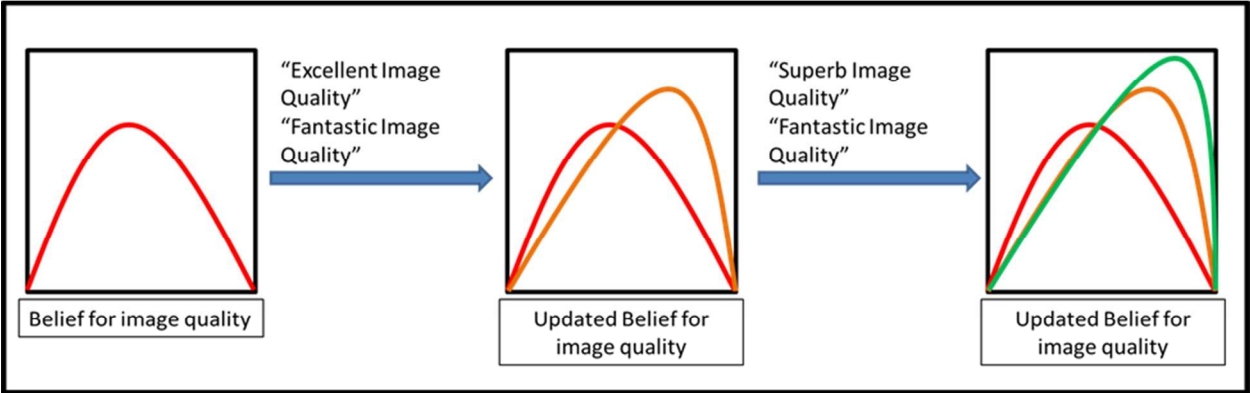 “Excellent Image
Quality”
“Fantastic Image
Quality”
“Superb Image
Quality”
“Fantastic Image
Quality”
Belief for image quality
Updated Belief for
image quality
Updated Belief for
image quality